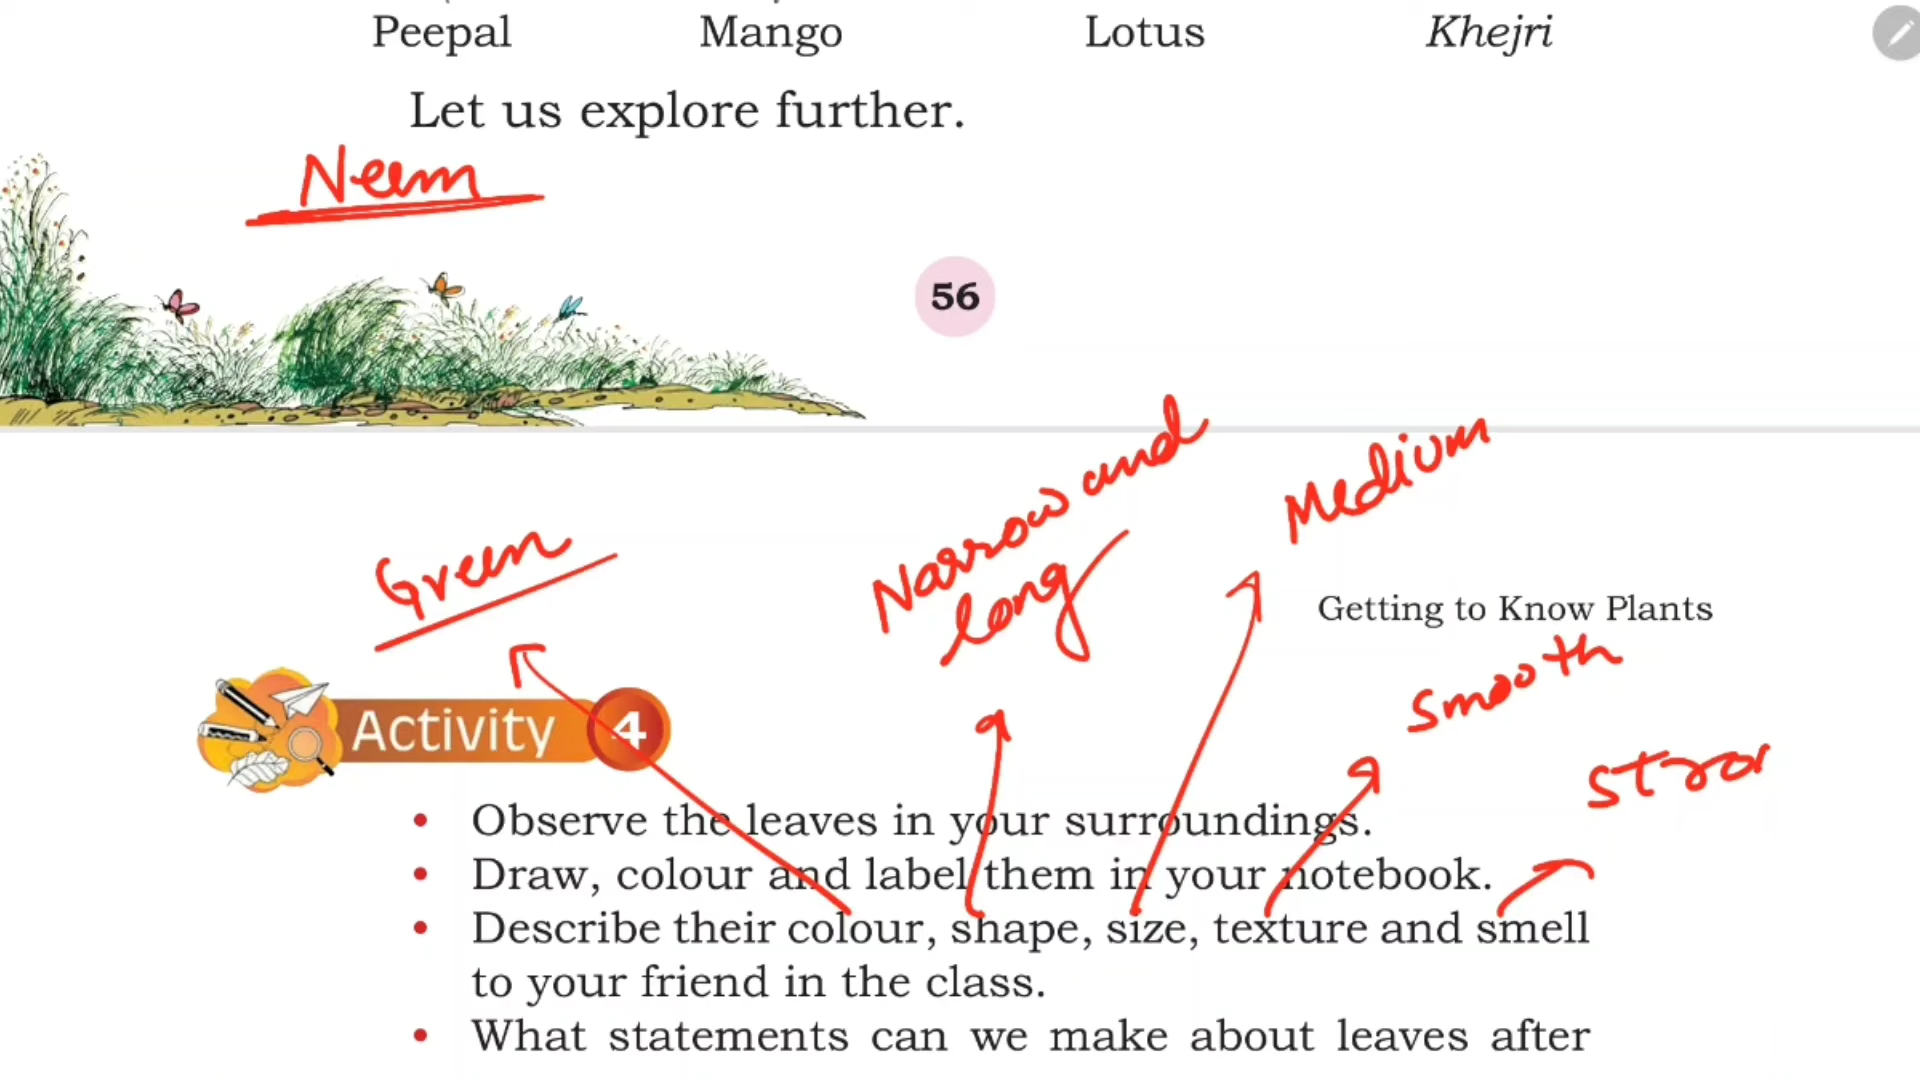 Peepal Mango Lotus Khejri
Let us explore further.
Neem
56
Narrow and
long
Medium
Green
Getting to Know Plants
Smooth
Activity 4
Stron
• Observe the leaves in your surroundings.
• Draw, colour and label them in your notebook.
• Describe their colour, shape, size, texture and smell
to your friend in the class.
• What statements can we make about leaves after